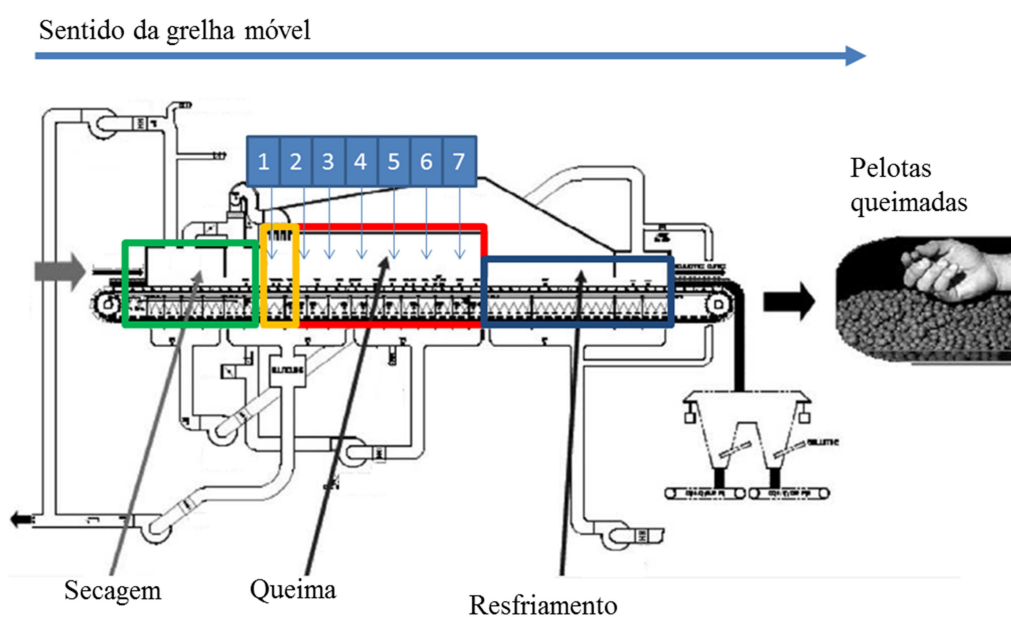 Sentido da grelha móvel
1 2 3 4 5 6 7
Pelotas
queimadas
Secagem
Queima
Resfriamento